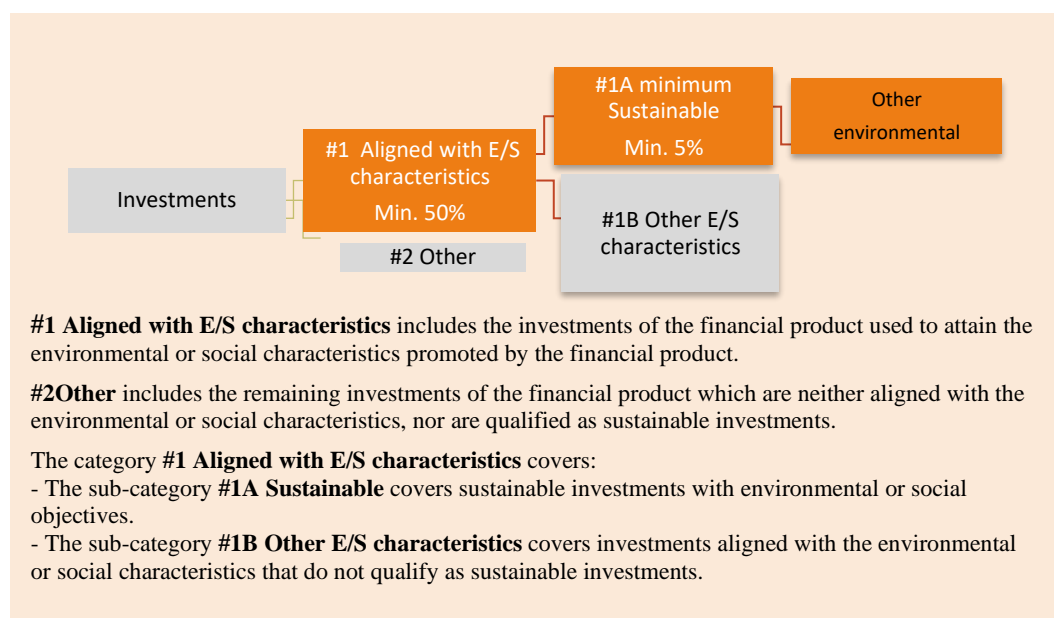 #1A minimum
Sustainable
Min. 5%
Other
environmental
#1 Aligned with E/S
characteristics
Min. 50%
Investments
#1B Other E/S
characteristics
#2 Other
#1 Aligned with E/S characteristics includes the investments of the financial product used to attain the
environmental or social characteristics promoted by the financial product.
#2Other includes the remaining investments of the financial product which are neither aligned with the
environmental or social characteristics, nor are qualified as sustainable investments.
The category #1 Aligned with E/S characteristics covers:
- The sub-category #1A Sustainable covers sustainable investments with environmental or social
objectives.
- The sub-category #1B Other E/S characteristics covers investments aligned with the environmental
or social characteristics that do not qualify as sustainable investments.